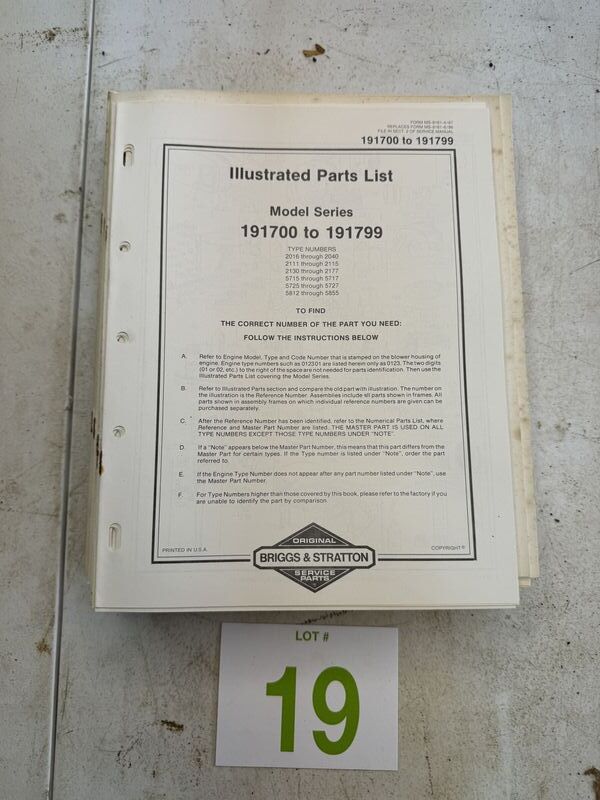 FORM MS-9161-4/87
REPLACES FORM MS-9161-6/86
FILE IN SECT. 2 OF SERVICE MANUAL
191700 to 191799
Illustrated Parts List
Model Series
191700 to 191799
TYPE NUMBERS
2016 through 2040
2111 through 2115
2130 through 2177
5715 through 5717
5725 through 5727
5812 through 5855
TO FIND
THE CORRECT NUMBER OF THE PART YOU NEED:
FOLLOW THE INSTRUCTIONS BELOW
A. Refer to Engine Model, Type and Code Number that is stamped on the blower housing of
engine. Engine type numbers such as 012301 are listed herein only as 0123. The two digits
(01 or 02, etc.) to the right of the space are not needed for parts identification. Then use the
Illustrated Parts List covering the Model Series.
B. Refer to Illustrated Parts section and compare the old part with illustration. The number on
the illustration is the Reference Number. Assemblies include all parts shown in frames. All
parts shown in assembly frames on which individual reference numbers are given can be
purchased separately.
C. After the Reference Number has been identified, refer to the Numerical Parts List, where
Reference and Master Part Number are listed. THE MASTER PART IS USED ON ALL
TYPE NUMBERS EXCEPT THOSE TYPE NUMBERS UNDER "NOTE".
D. If a "Note" appears below the Master Part Number, this means that this part differs from the
Master Part for certain types. If the Type number is listed under "Note", order the part
referred to.
E. If the Engine Type Number does not appear after any part number listed under "Note", use
the Master Part Number.
F. For Type Numbers higher than those covered by this book, please refer to the factory if you
are unable to identify the part by comparison.
PRINTED IN U.S.A.
COPYRIGHT©
ORIGINAL
BRIGGS & STRATTON
SERVICE
PARTS
LOT #
19